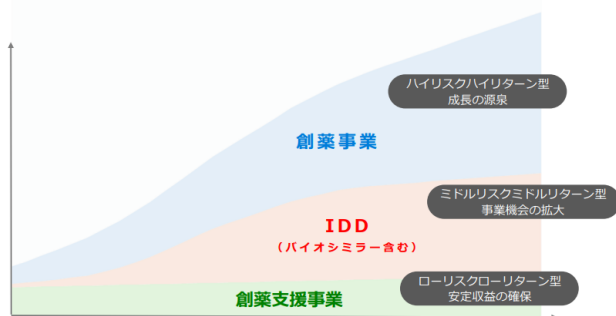 ハイリスクハイリターン型
成長の源泉
創薬事業
ミドルリスクミドルリターン型
事業機会の拡大
IDD
(バイオシミラー含む)
ローリスクローリターン型
安定収益の確保
創薬支援事業